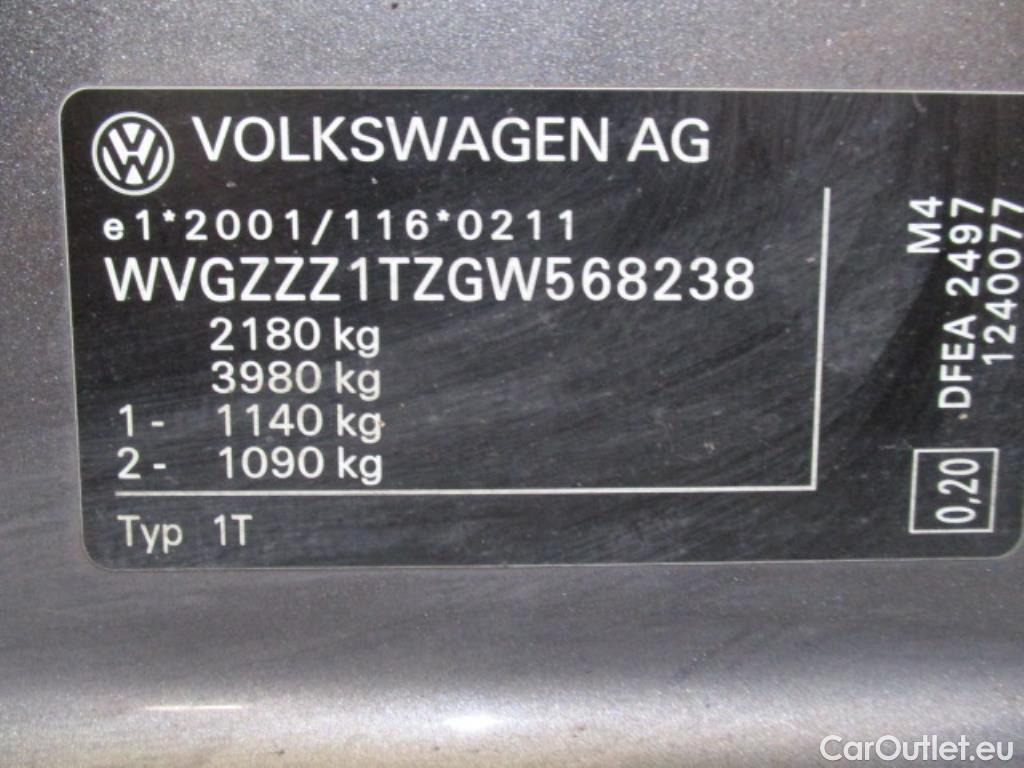 VOLKSWAGEN AG
e1*2001/116*0211
WVGZZZ1TZGW568238
2180 kg
3980 kg
1- 1140 kg
2- 1090 kg
Typ 1T
M4
DFEA 2497
1240077
0,20
CarOutlet.eu